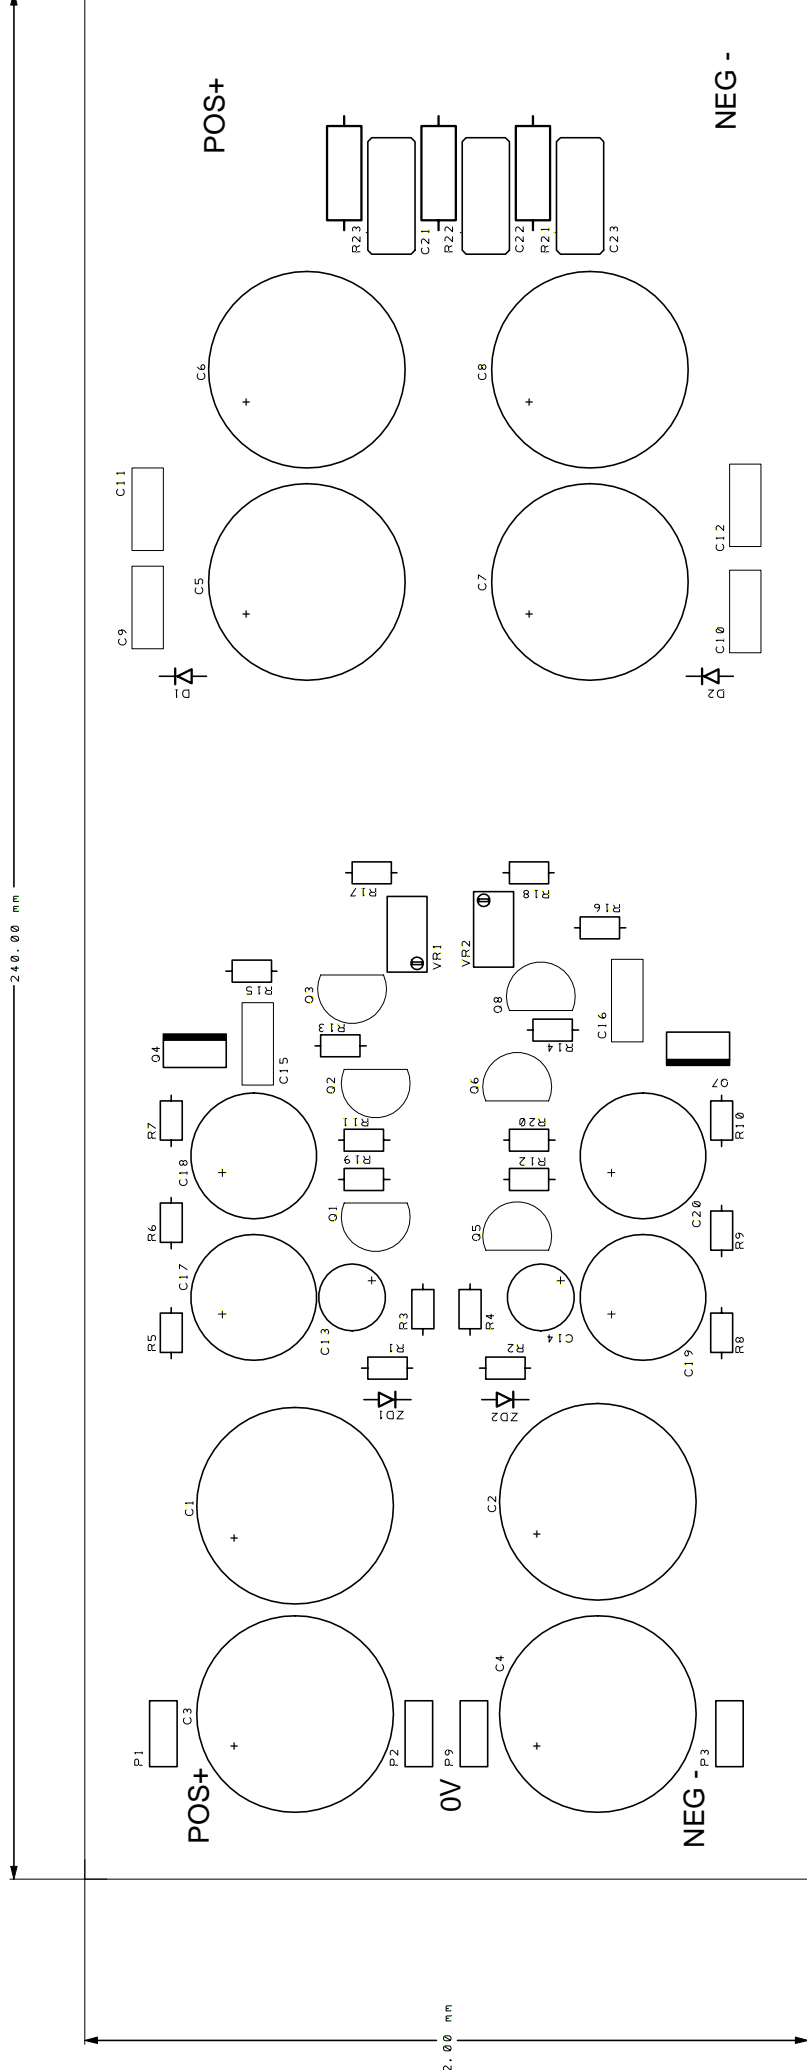 POS+
NEG -
R23
C21
R22
C22
R21
C23
C6
C8
C11
C12
C5
C7
C9
C10
D1
D2
240.00 mm
R17
R18
R16
VR1
VR2
R15
Q3
Q8
C16
R13
R14
Q4
C15
Q2
Q6
Q7
R7
R11
R20
R10
C18
R19
R12
C20
R6
Q1
Q5
R9
C17
R3
R4
R5
C13
C14
R8
R1
R2
C19
ZD1
ZD2
C1
C2
C4
C3
P1
P2
P9
P3
POS+
0V
NEG -
2.00 mm